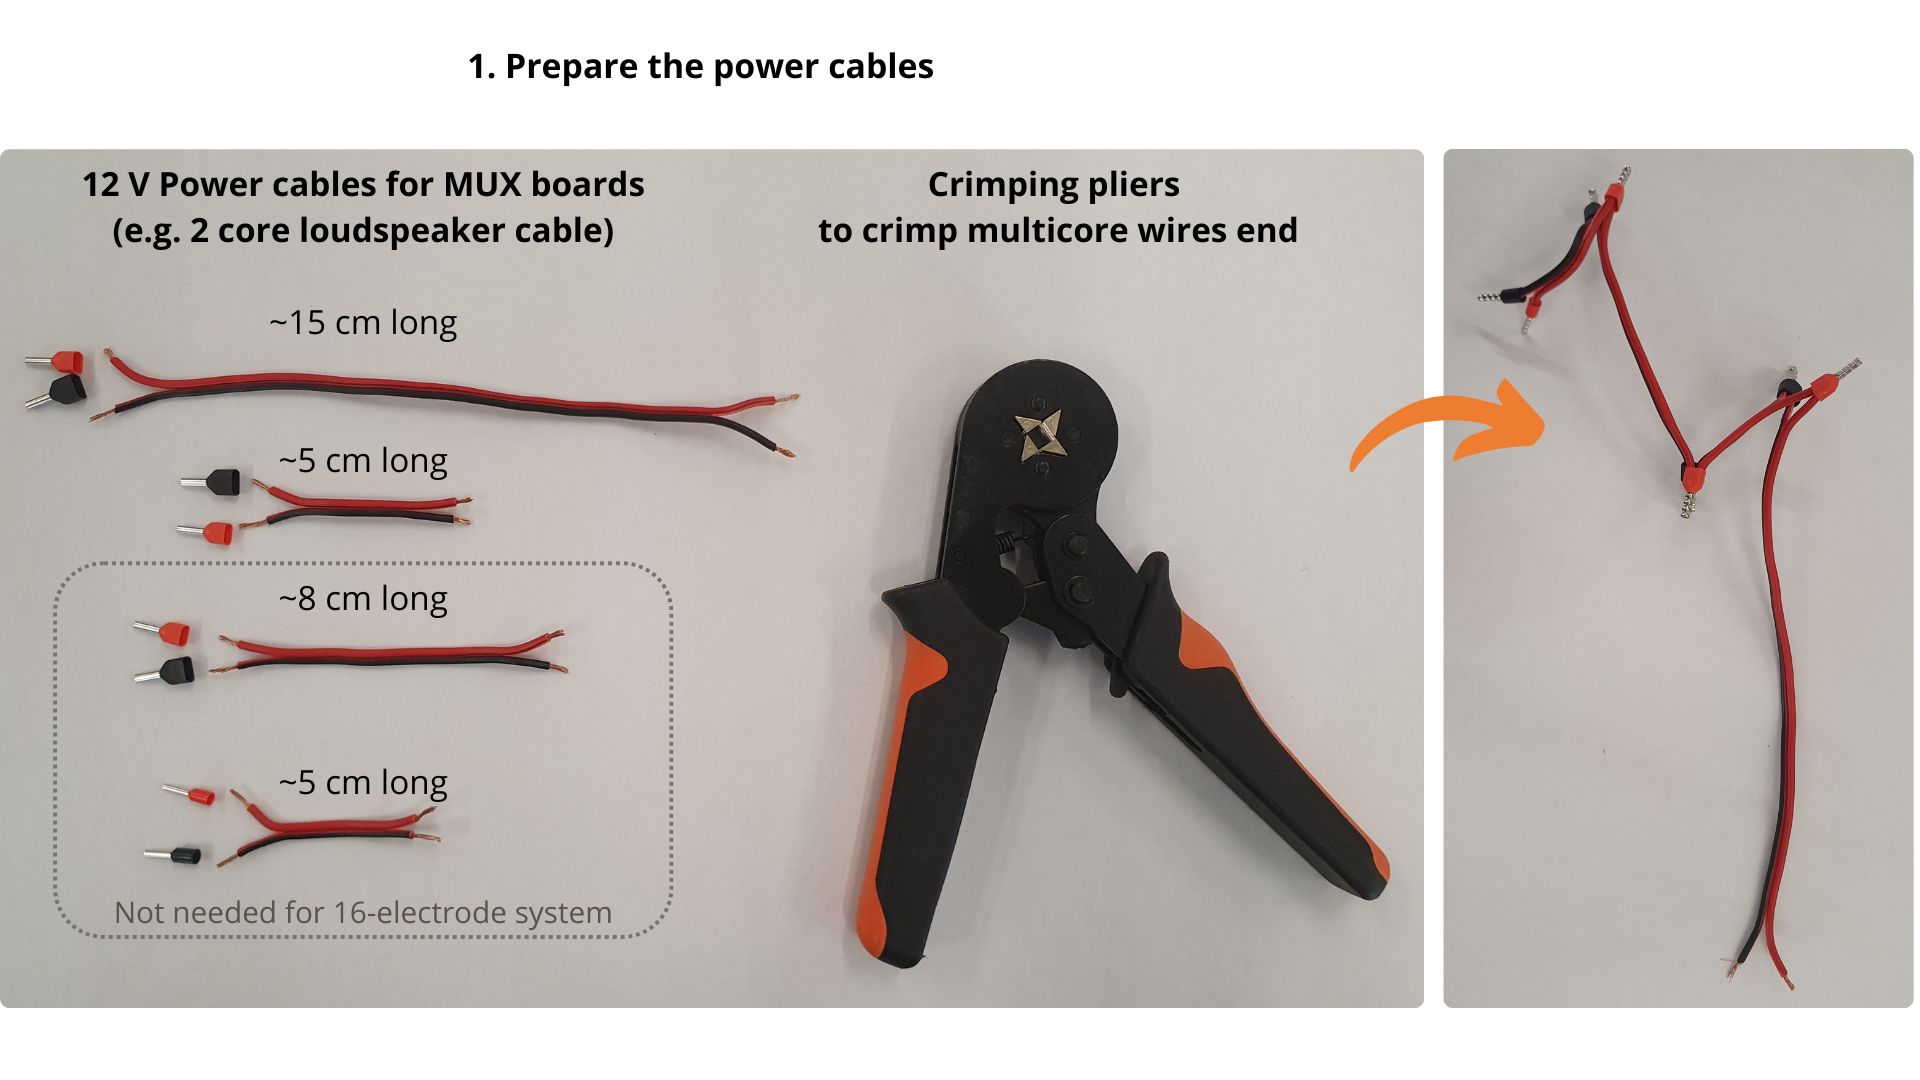 1. Prepare the power cables
12 V Power cables for MUX boards
(e.g. 2 core loudspeaker cable)
~15 cm long
~5 cm long
~8 cm long
~5 cm long
Not needed for 16-electrode system
Crimping pliers
to crimp multicore wires end